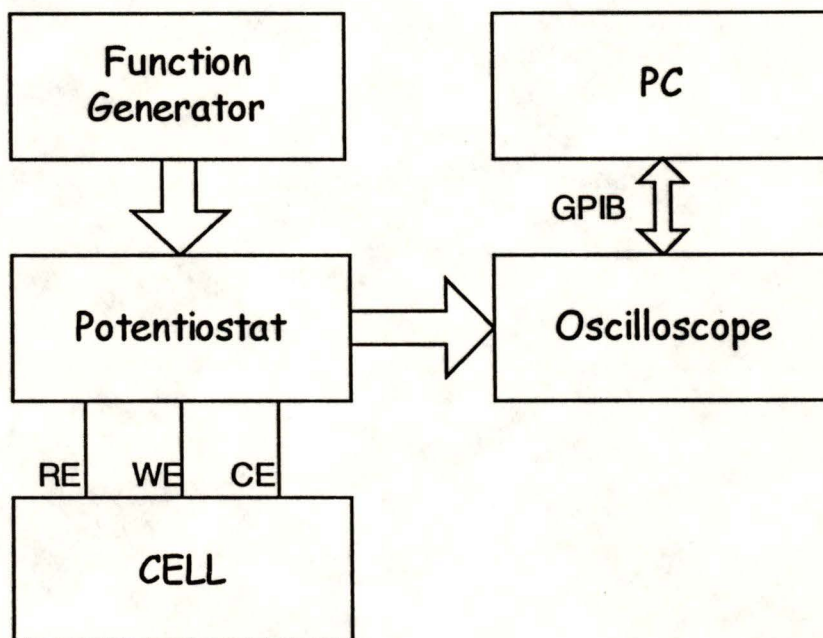 Function
Generator
PC
GPIB
Potentiostat
Oscilloscope
RE
WE
CE
CELL